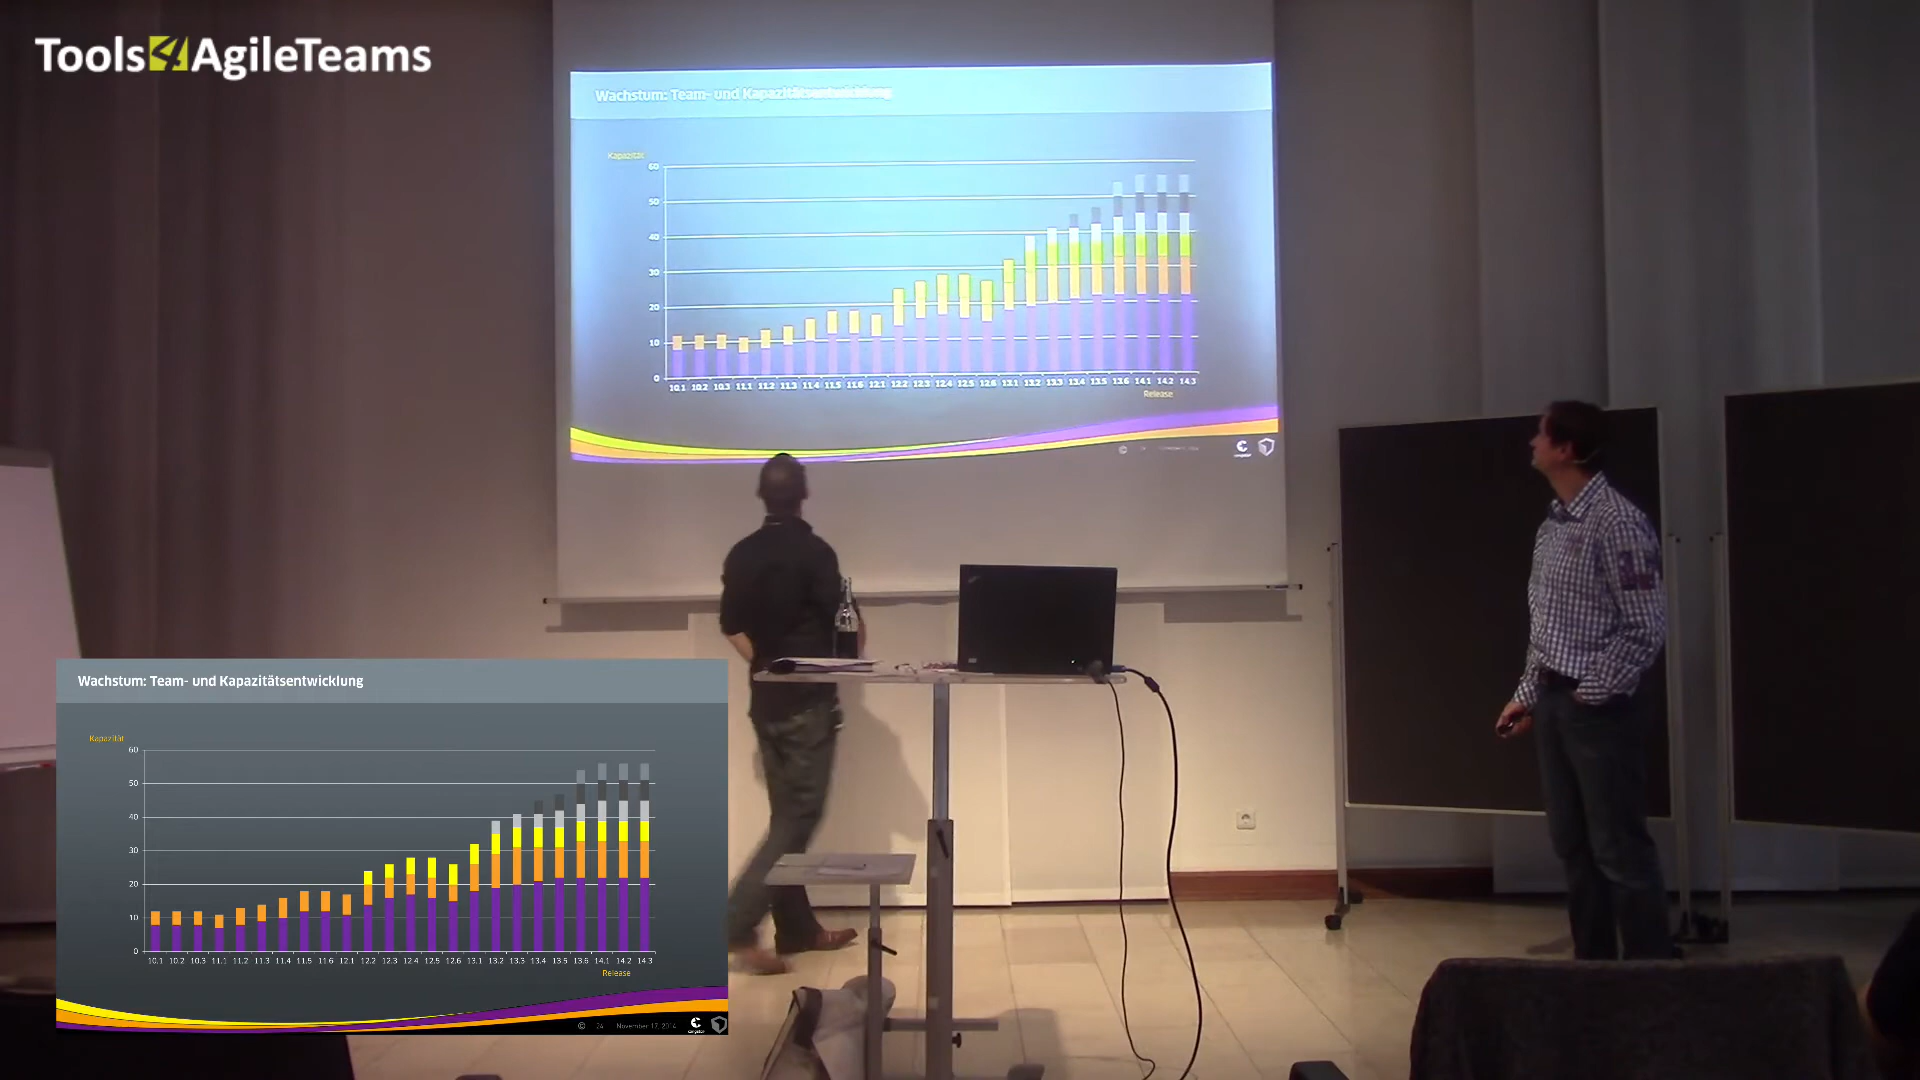 Tools4AgileTeams
Wachstum: Team- und Kapazitätsentwicklung
Kapazität
60
50
40
30
20
10
0
10.1 10.2 10.3 11.1 11.2 11.3 11.4 11.5 11.6 12.1 12.2 12.3 12.4 12.5 12.6 13.1 13.2 13.3 13.4 13.5 13.6 14.1 14.2 14.3
Release
Wachstum: Team- und Kapazitätsentwicklung
Kapazität
60
50
40
30
20
10
0
10.1 10.2 10.3 11.1 11.2 11.3 11.4 11.5 11.6 12.1 12.2 12.3 12.4 12.5 12.6 13.1 13.2 13.3 13.4 13.5 13.6 14.1 14.2 14.3
Release
© 24 November 17, 2014